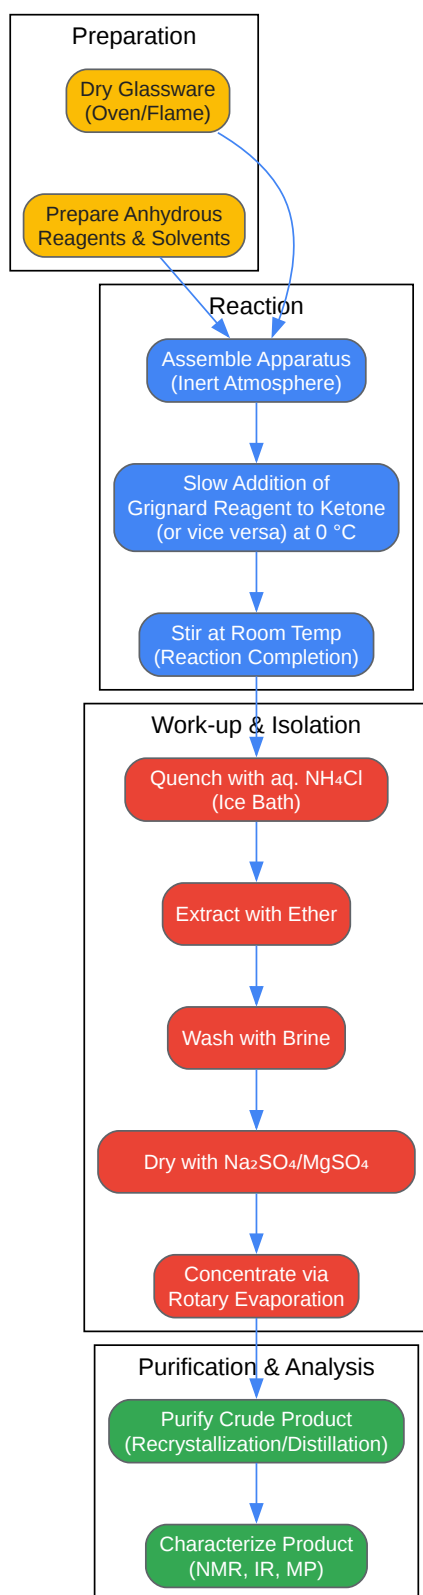 Preparation
Dry Glassware
(Oven/Flame)
Prepare Anhydrous
Reagents & Solvents
Reaction
Assemble Apparatus
(Inert Atmosphere)
Slow Addition of
Grignard Reagent to Ketone
(or vice versa) at 0 °C
Stir at Room Temp
(Reaction Completion)
Work-up & Isolation
Quench with aq. NH₄Cl
(Ice Bath)
Extract with Ether
Wash with Brine
Dry with Na₂SO₄/MgSO₄
Concentrate via
Rotary Evaporation
Purification & Analysis
Purify Crude Product
(Recrystallization/Distillation)
Characterize Product
(NMR, IR, MP)